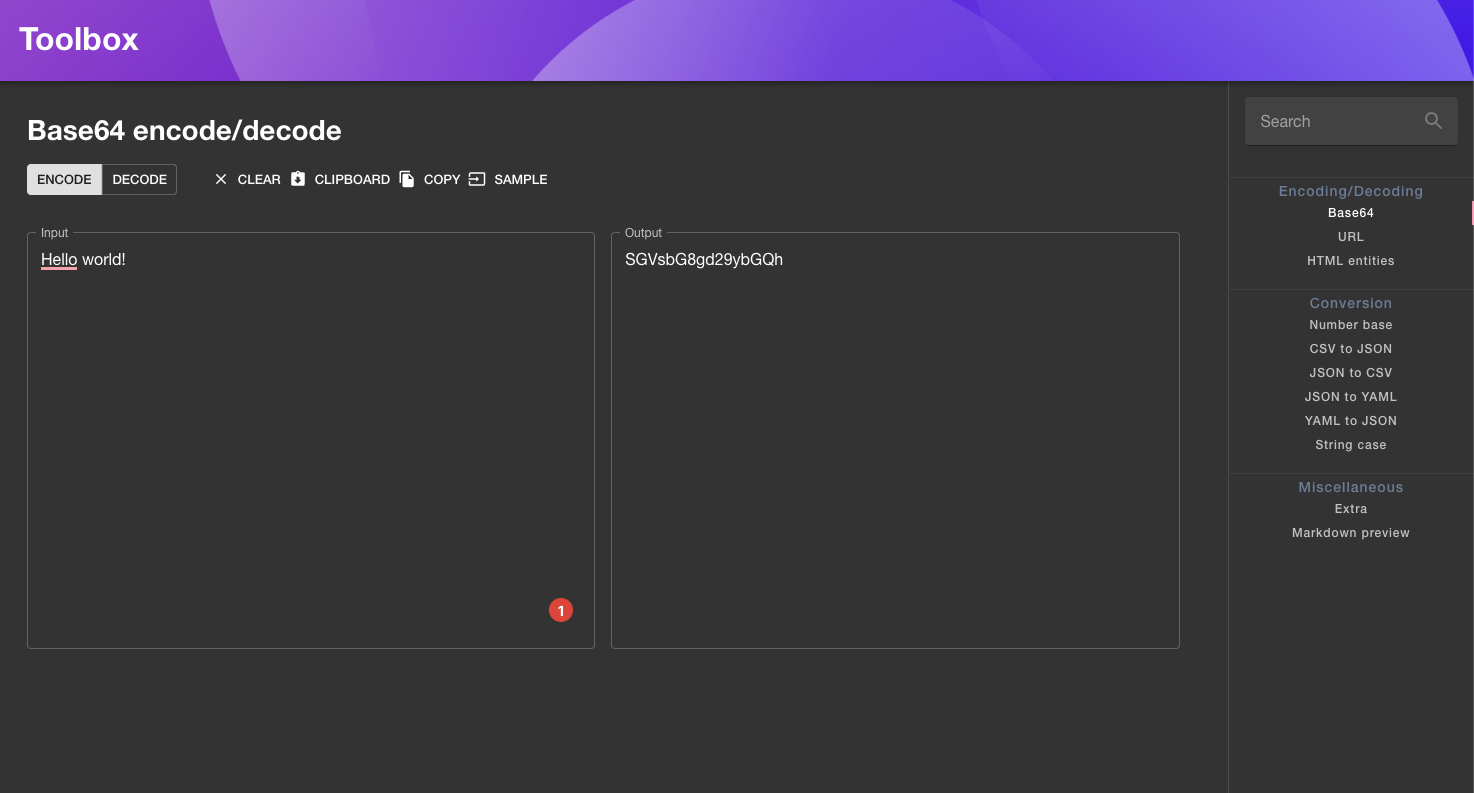 Toolbox
Base64 encode/decode
ENCODE DECODE CLEAR CLIPBOARD COPY SAMPLE
Input
Hello world!
1
Output
SGVsbG8gd29ybGQh
Search
Encoding/Decoding
Base64
URL
HTML entities
Conversion
Number base
CSV to JSON
JSON to CSV
JSON to YAML
YAML to JSON
String case
Miscellaneous
Extra
Markdown preview